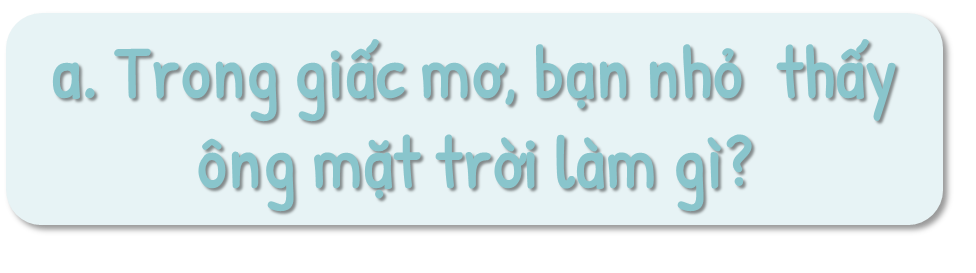 a. Trong giấc mơ, bạn nhỏ thấy
ông mặt trời làm gì?